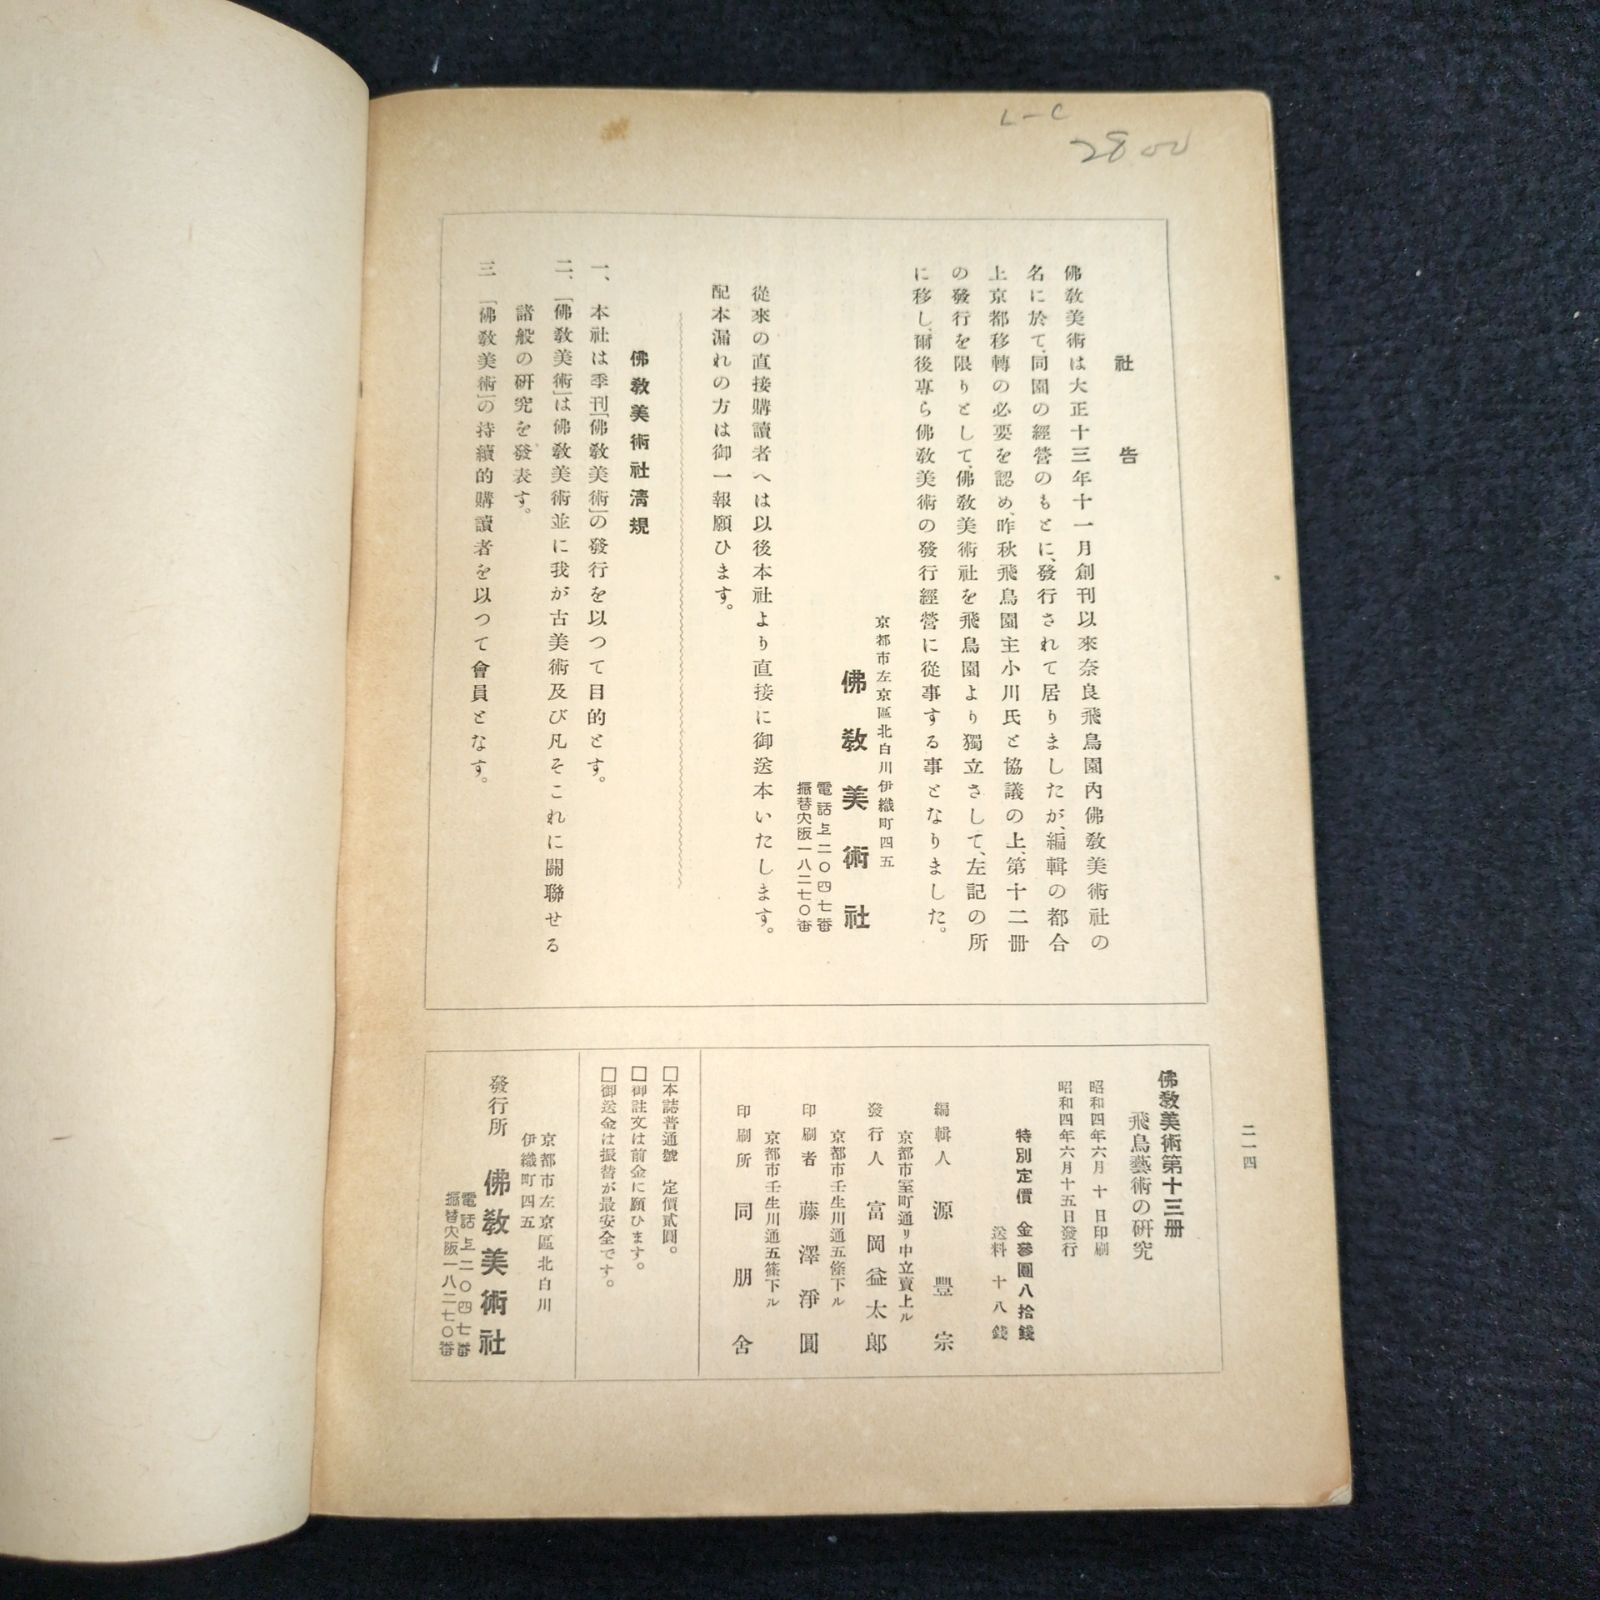 L-C
2800
社告
佛敎美術は大正十三年十一月創刊以來奈良飛鳥園内佛敎美術社の
名に於て、同園の經營のもとに、發行されて居りましたが、編輯の都合
上京都移轉の必要を認め、昨秋飛鳥園主小川氏と協議の上、第十二册
の發行を限りとして、佛敎美術社を飛鳥園より獨立さして、左記の所
に移し、爾後專ら佛敎美術の發行經營に從事する事となりました。
京都市左京區北白川伊織町四五
佛敎美術社
電話上二〇四七番
振替大阪一八二七〇番
從來の直接購讀者へは以後本社より直接に御送本いたします。
配本漏れの方は御一報願ひます。
佛敎美術社淸規
一、本社は季刊「佛敎美術」の發行を以つて目的とす。
二、「佛敎美術」は佛敎美術並に我が古美術及び凡そこれに關聯せる
諸般の硏究を發表す。
三 「佛敎美術」の持續的購讀者を以つて會員となす。
二一四
佛敎美術第十三册
飛鳥藝術の硏究
昭和四年六月十日印刷
昭和四年六月十五日發行
特別定價 金參圓八拾錢
送料 十八錢
編輯人 源豐宗
京都市室町通り中立賣上ル
發行人 富岡益太郎
京都市壬生川通五條下ル
印刷者 藤澤淨圓
京都市壬生川通五條下ル
印刷所 同朋舍
□本誌普通號 定價貳圓。
□御註文は前金に願ひます。
□御送金は振替が最安全です。
京都市左京區北白川
伊織町四五
發行所 佛敎美術社
電話上二〇四七番
振替大阪一八二七〇番